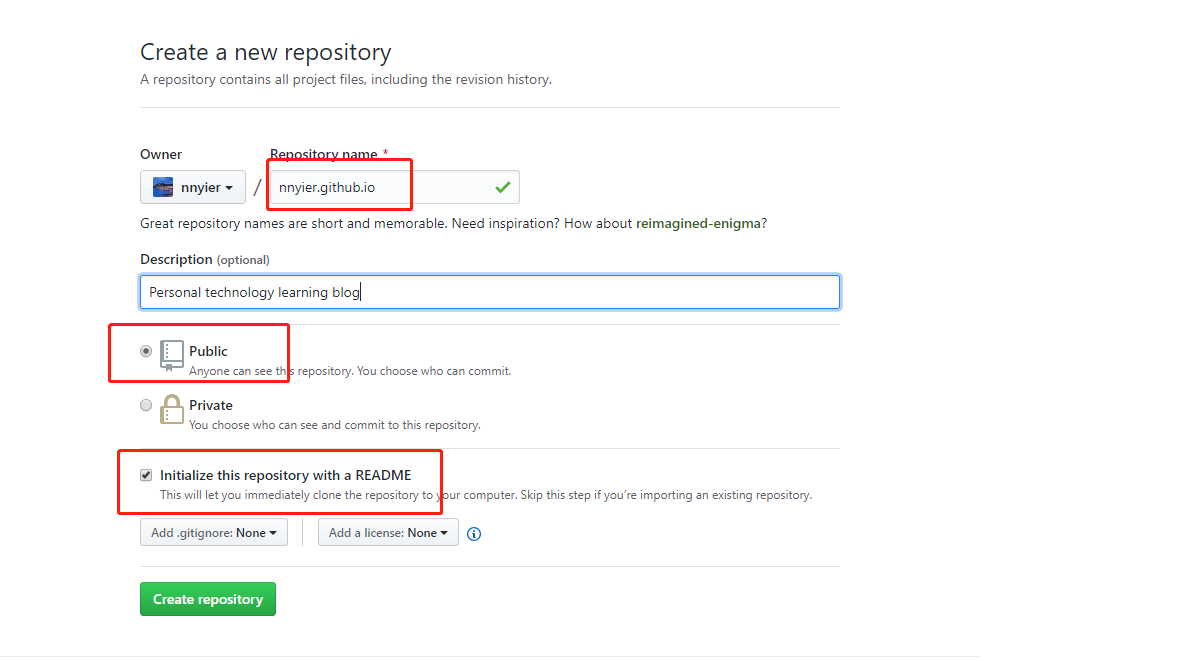 Create a new repository
A repository contains all project files, including the revision history.
Owner
Repository name *
nnyier
/
nnyier.github.io
Great repository names are short and memorable. Need inspiration? How about reimagined-enigma?
Description (optional)
Personal technology learning blog
Public
Anyone can see this repository. You choose who can commit.
Private
You choose who can see and commit to this repository.
Initialize this repository with a README
This will let you immediately clone the repository to your computer. Skip this step if you're importing an existing repository.
Add .gitignore: None
Add a license: None
Create repository